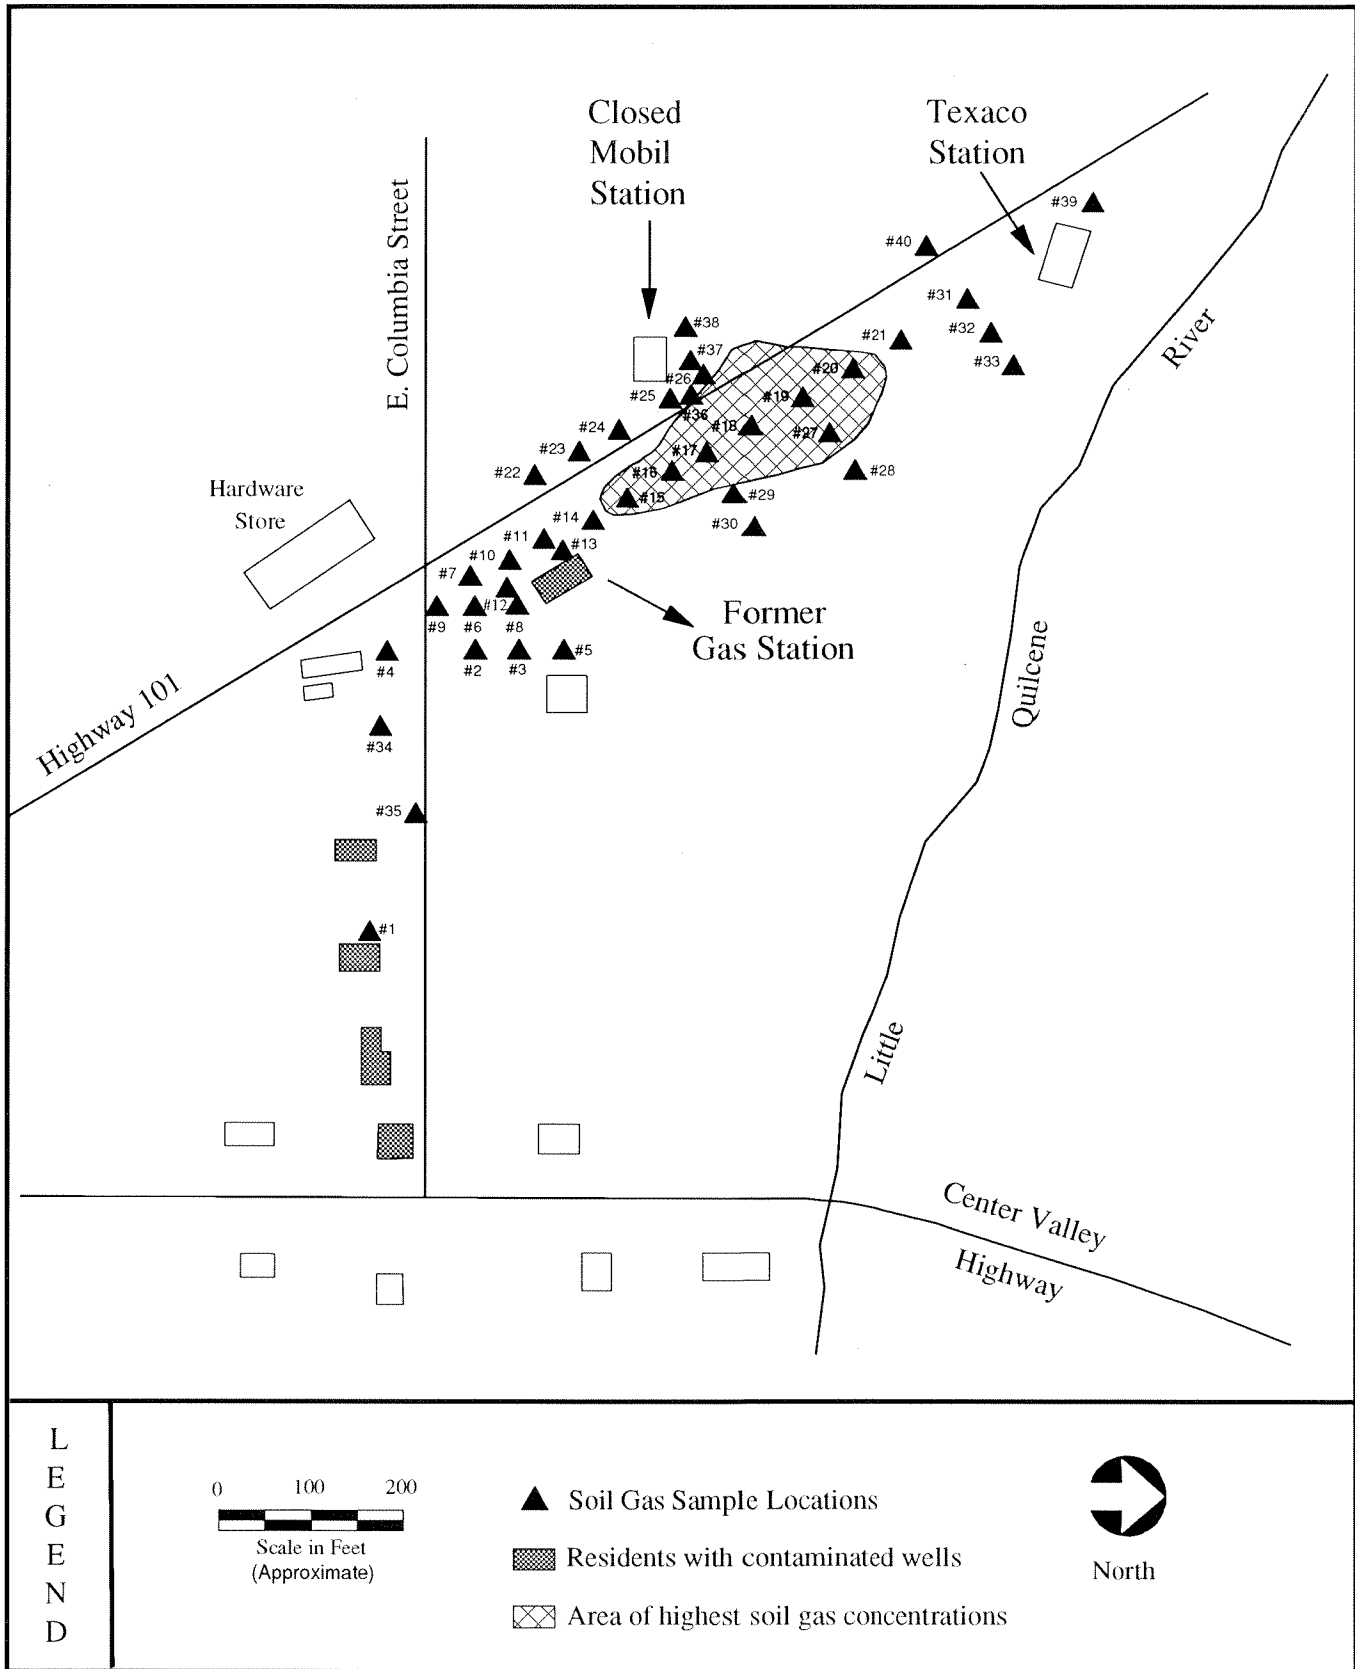 Closed
Mobil
Station
Texaco
Station
E. Columbia Street
#39
#40
#31
#32
#33
#21
#38
#37
#26
#25
#36
#20
#19
#18
#27
#24
#23
#22
#17
#16
#15
#28
#29
#30
#14
#13
#11
#10
#7
#12
#9
#6
#8
#4
#2
#3
#5
#34
#35
#1
Hardware
Store
Former
Gas Station
Highway 101
River
Quilcene
Little
Center Valley
Highway
L
E
G
E
N
D
0 100 200
Scale in Feet
(Approximate)
Soil Gas Sample Locations
Residents with contaminated wells
Area of highest soil gas concentrations
North